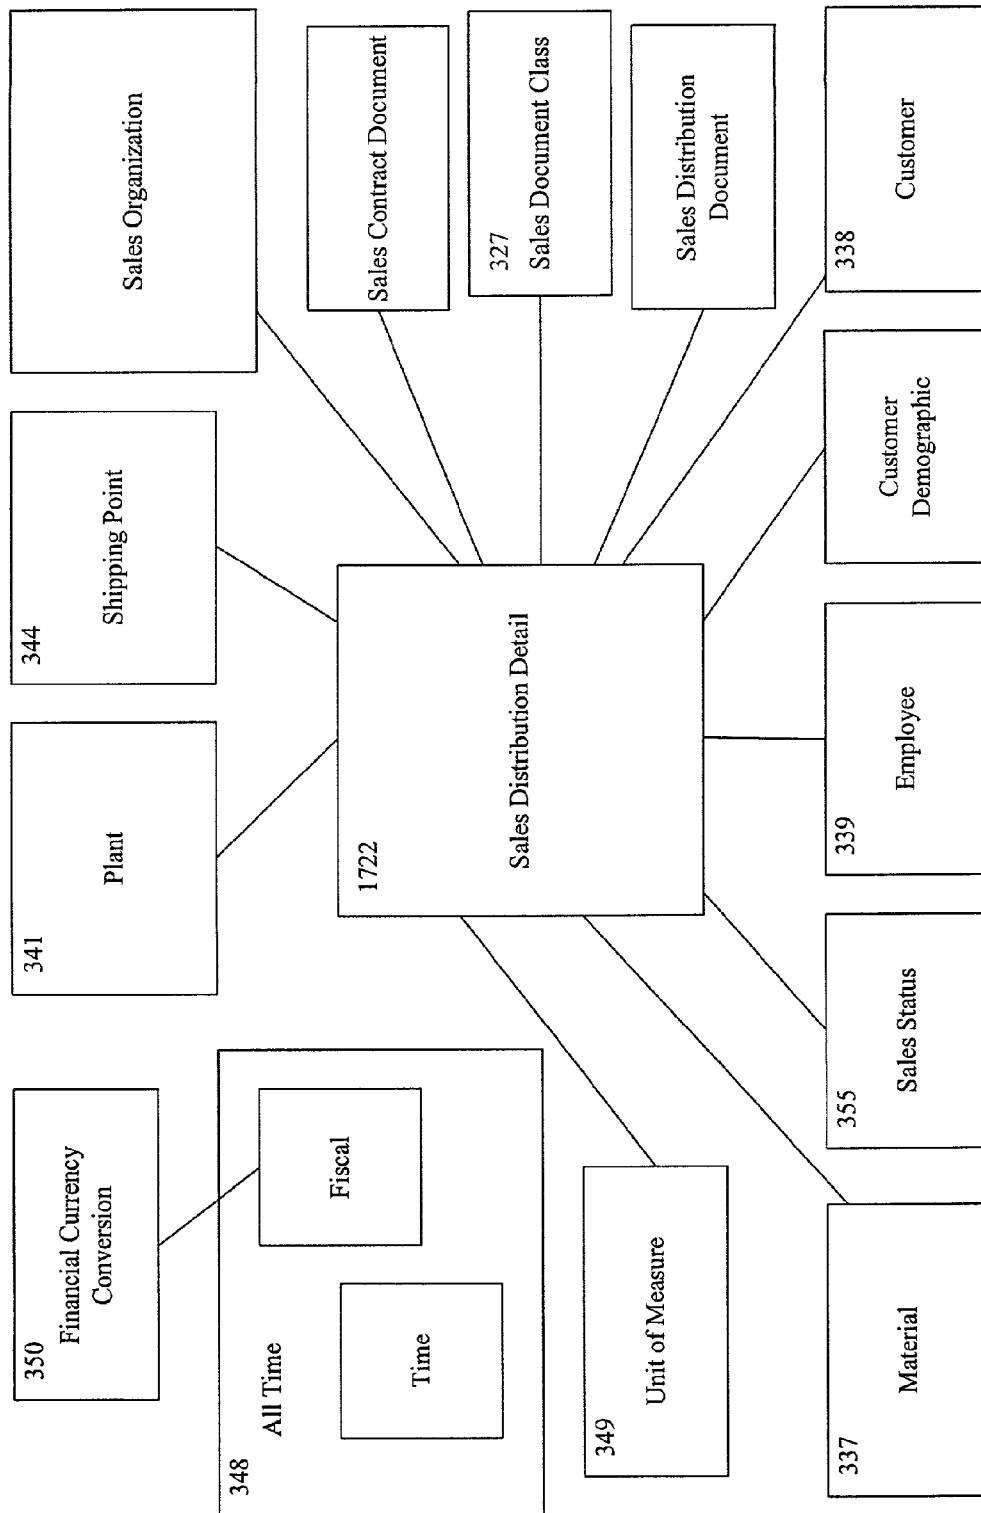 350
Financial Currency
Conversion
341
Plant
344
Shipping Point
Sales Organization
348
All Time
Fiscal
Time
Sales Contract Document
1722
Sales Distribution Detail
327
Sales Document Class
349
Unit of Measure
Sales Distribution
Document
337
Material
355
Sales Status
339
Employee
Customer
Demographic
338
Customer